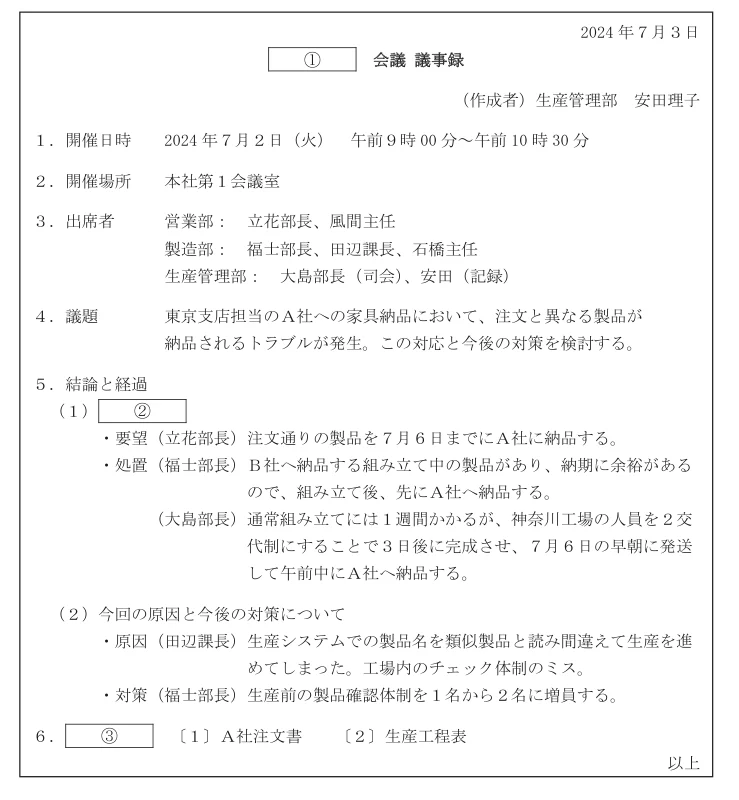 2024年７月３日
① 会議 議事録
（作成者）生産管理部　安田理子
１．開催日時　2024年７月２日（火）　午前９時00分～午前10時30分
２．開催場所　本社第１会議室
３．出席者　営業部：　立花部長、風間主任
製造部：　福士部長、田辺課長、石橋主任
生産管理部：　大島部長（司会）、安田（記録）
４．議題　東京支店担当のＡ社への家具納品において、注文と異なる製品が
納品されるトラブルが発生。この対応と今後の対策を検討する。
５．結論と経過
（１） ②
・要望（立花部長）注文通りの製品を７月６日までにＡ社に納品する。
・処置（福士部長）Ｂ社へ納品する組み立て中の製品があり、納期に余裕がある
ので、組み立て後、先にＡ社へ納品する。
（大島部長）通常組み立てには１週間かかるが、神奈川工場の人員を２交
代制にすることで３日後に完成させ、７月６日の早朝に発送
して午前中にＡ社へ納品する。
（２）今回の原因と今後の対策について
・原因（田辺課長）生産システムでの製品名を類似製品と読み間違えて生産を進
めてしまった。工場内のチェック体制のミス。
・対策（福士部長）生産前の製品確認体制を１名から２名に増員する。
６． ③ 〔１〕Ａ社注文書　〔２〕生産工程表
以上